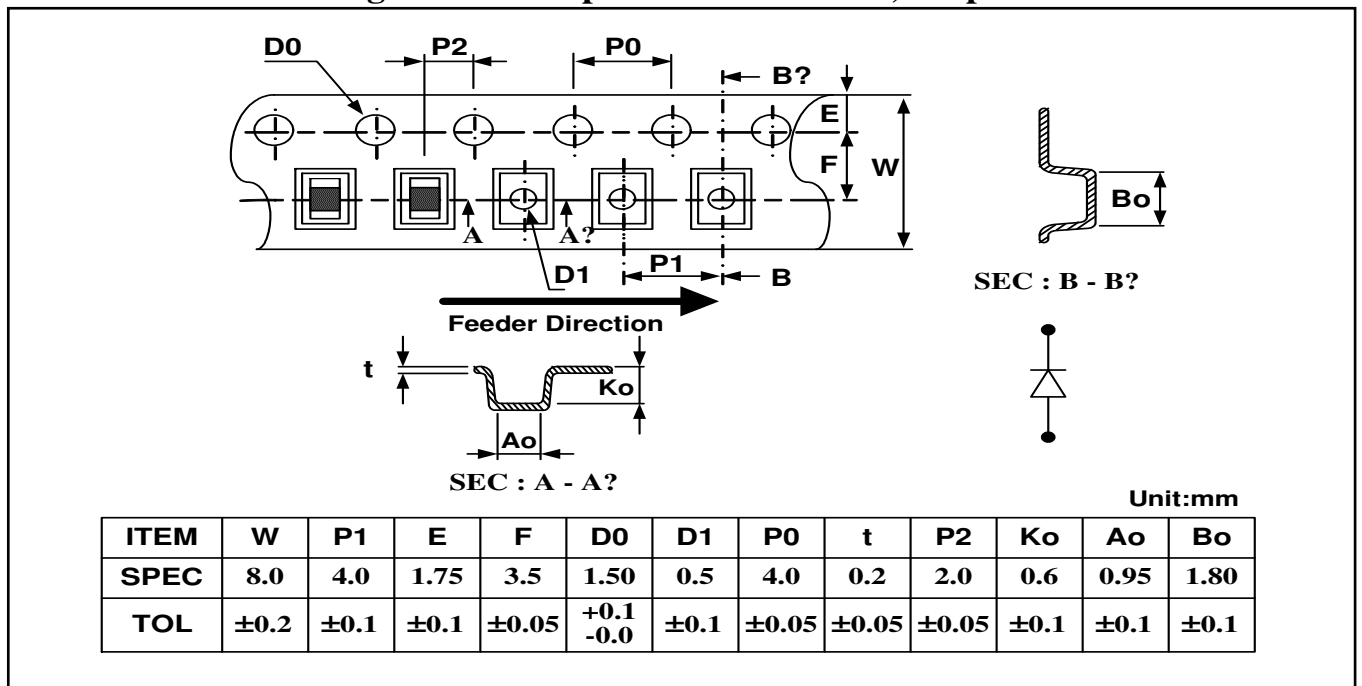 D0 P2 P0 B?
E
F W
A A?
D1 P1 B
Feeder Direction
Bo
SEC : B - B?
t Ko
Ao
SEC : A - A?
Unit:mm
ITEM W P1 E F D0 D1 P0 t P2 Ko Ao Bo
SPEC 8.0 4.0 1.75 3.5 1.50 0.5 4.0 0.2 2.0 0.6 0.95 1.80
TOL ±0.2 ±0.1 ±0.1 ±0.05 +0.1 -0.0 ±0.1 ±0.05 ±0.05 ±0.05 ±0.1 ±0.1 ±0.1